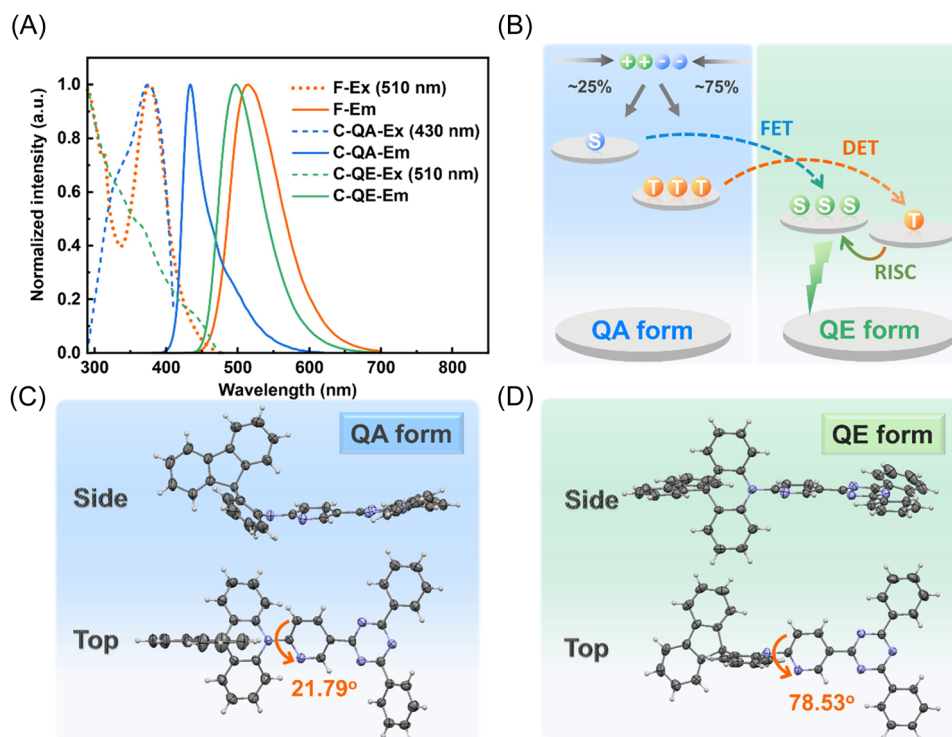 (A)
Normalized intensity (a.u.)
1.0
0.8
0.6
0.4
0.2
0.0
F-Ex (510 nm)
F-Em
C-QA-Ex (430 nm)
C-QA-Em
C-QE-Ex (510 nm)
C-QE-Em
300 400 500 600 700 800
Wavelength (nm)
(B)
+ + - -
~25% ~75%
S
FET
DET
T T T
S S S
T
RISC
QA form
QE form
(C)
QA form
Side
Top
21.79º
(D)
QE form
Side
Top
78.53º